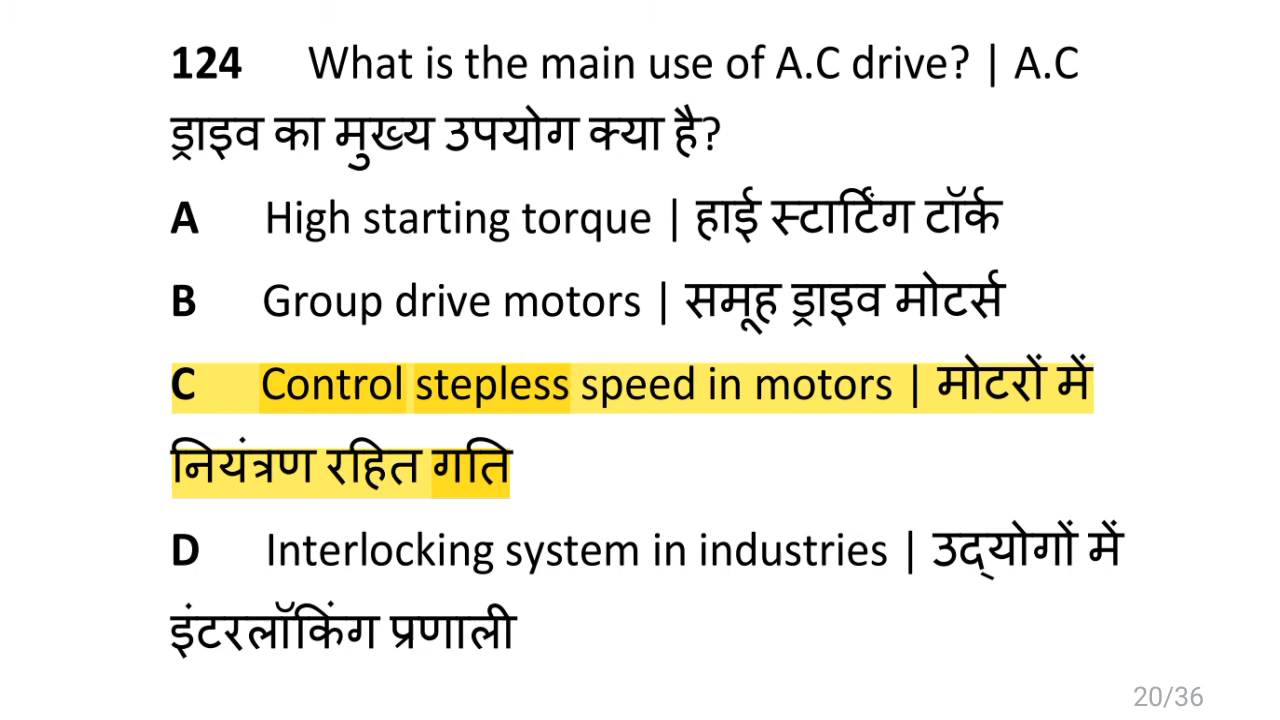 124 What is the main use of A.C drive? | A.C
ड्राइव का मुख्य उपयोग क्या है?
A High starting torque | हाई स्टार्टिंग टॉर्क
B Group drive motors | समूह ड्राइव मोटर्स
C Control stepless speed in motors | मोटरों में
नियंत्रण रहित गति
D Interlocking system in industries | उद्योगों में
इंटरलॉकिंग प्रणाली
20/36